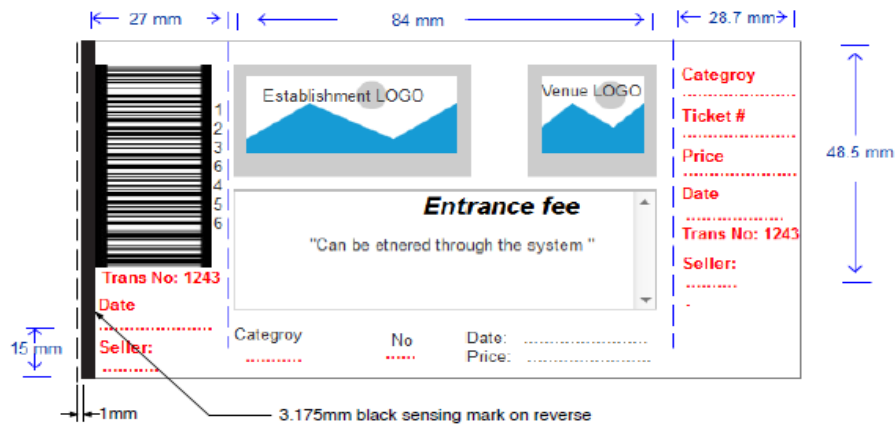 27 mm
84 mm
28.7 mm
Establishment LOGO
Venue LOGO
Categroy
Ticket #
Price
Date
Trans No: 1243
Seller:
48.5 mm
1
2
3
6
4
5
6
Entrance fee
"Can be etnered through the system "
Trans No: 1243
Date
Seller:
15 mm
Categroy
No
Date:
Price:
1mm
3.175mm black sensing mark on reverse